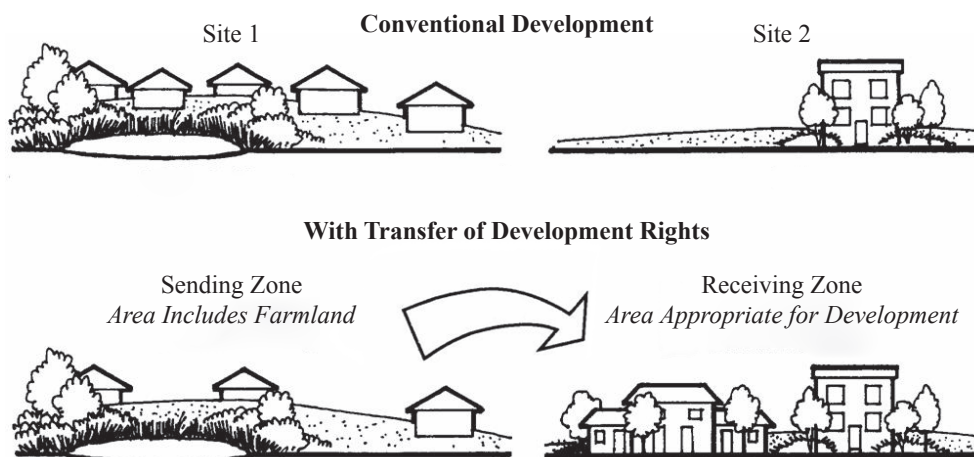 Conventional Development
Site 1
Site 2
With Transfer of Development Rights
Sending Zone
Area Includes Farmland
Receiving Zone
Area Appropriate for Development